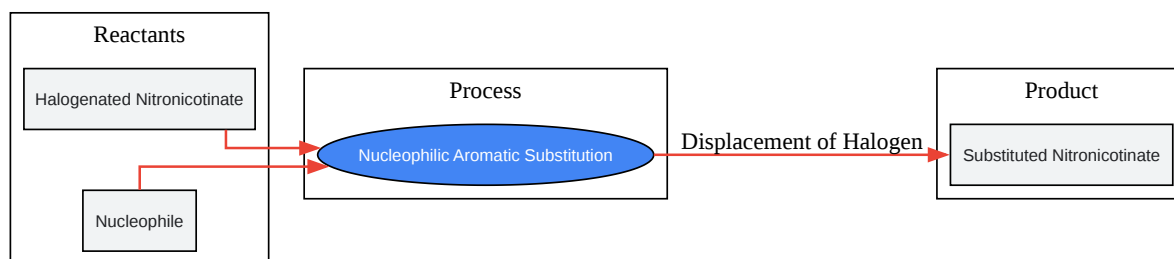 Reactants
Halogenated Nitronicotinate
Nucleophile
Process
Nucleophilic Aromatic Substitution
Displacement of Halogen
Product
Substituted Nitronicotinate